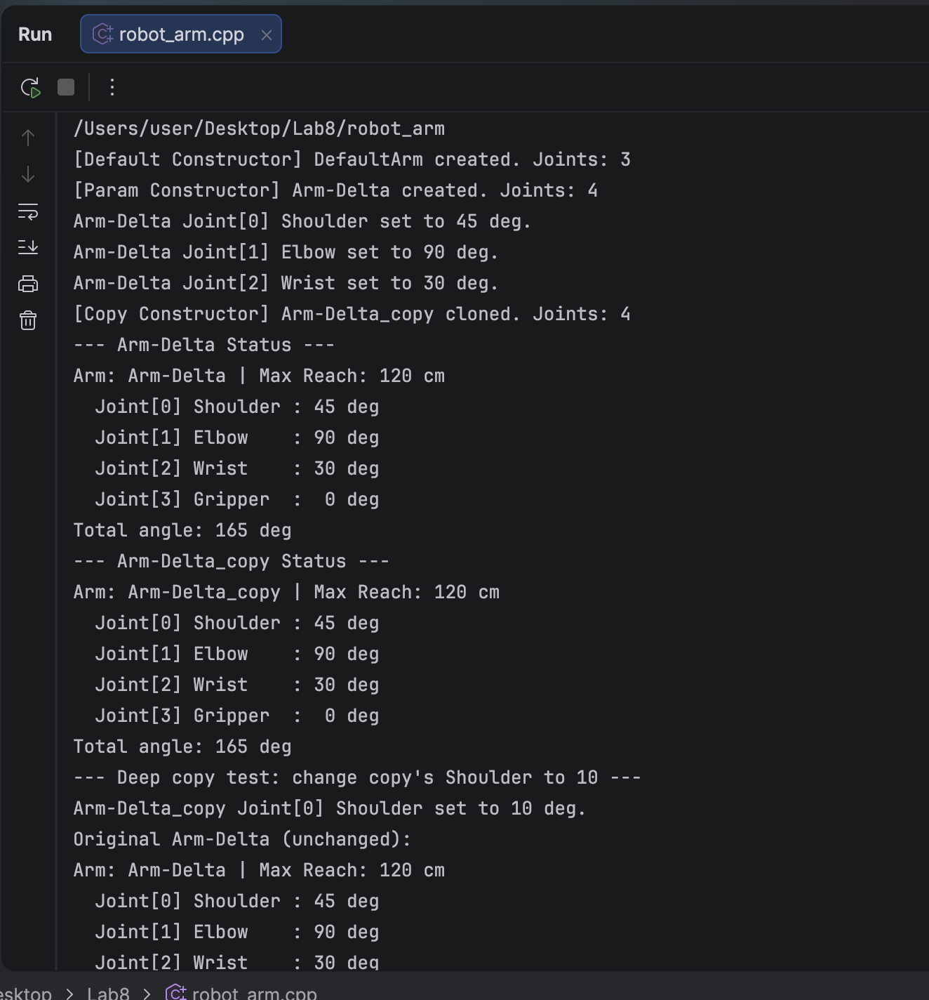 Run robot_arm.cpp
/Users/user/Desktop/Lab8/robot_arm
[Default Constructor] DefaultArm created. Joints: 3
[Param Constructor] Arm-Delta created. Joints: 4
Arm-Delta Joint[0] Shoulder set to 45 deg.
Arm-Delta Joint[1] Elbow set to 90 deg.
Arm-Delta Joint[2] Wrist set to 30 deg.
[Copy Constructor] Arm-Delta_copy cloned. Joints: 4
--- Arm-Delta Status ---
Arm: Arm-Delta | Max Reach: 120 cm
  Joint[0] Shoulder : 45 deg
  Joint[1] Elbow    : 90 deg
  Joint[2] Wrist    : 30 deg
  Joint[3] Gripper  :  0 deg
Total angle: 165 deg
--- Arm-Delta_copy Status ---
Arm: Arm-Delta_copy | Max Reach: 120 cm
  Joint[0] Shoulder : 45 deg
  Joint[1] Elbow    : 90 deg
  Joint[2] Wrist    : 30 deg
  Joint[3] Gripper  :  0 deg
Total angle: 165 deg
--- Deep copy test: change copy's Shoulder to 10 ---
Arm-Delta_copy Joint[0] Shoulder set to 10 deg.
Original Arm-Delta (unchanged):
Arm: Arm-Delta | Max Reach: 120 cm
  Joint[0] Shoulder : 45 deg
  Joint[1] Elbow    : 90 deg
  Joint[2] Wrist    : 30 deg
esktop > Lab8 > robot_arm.cpp